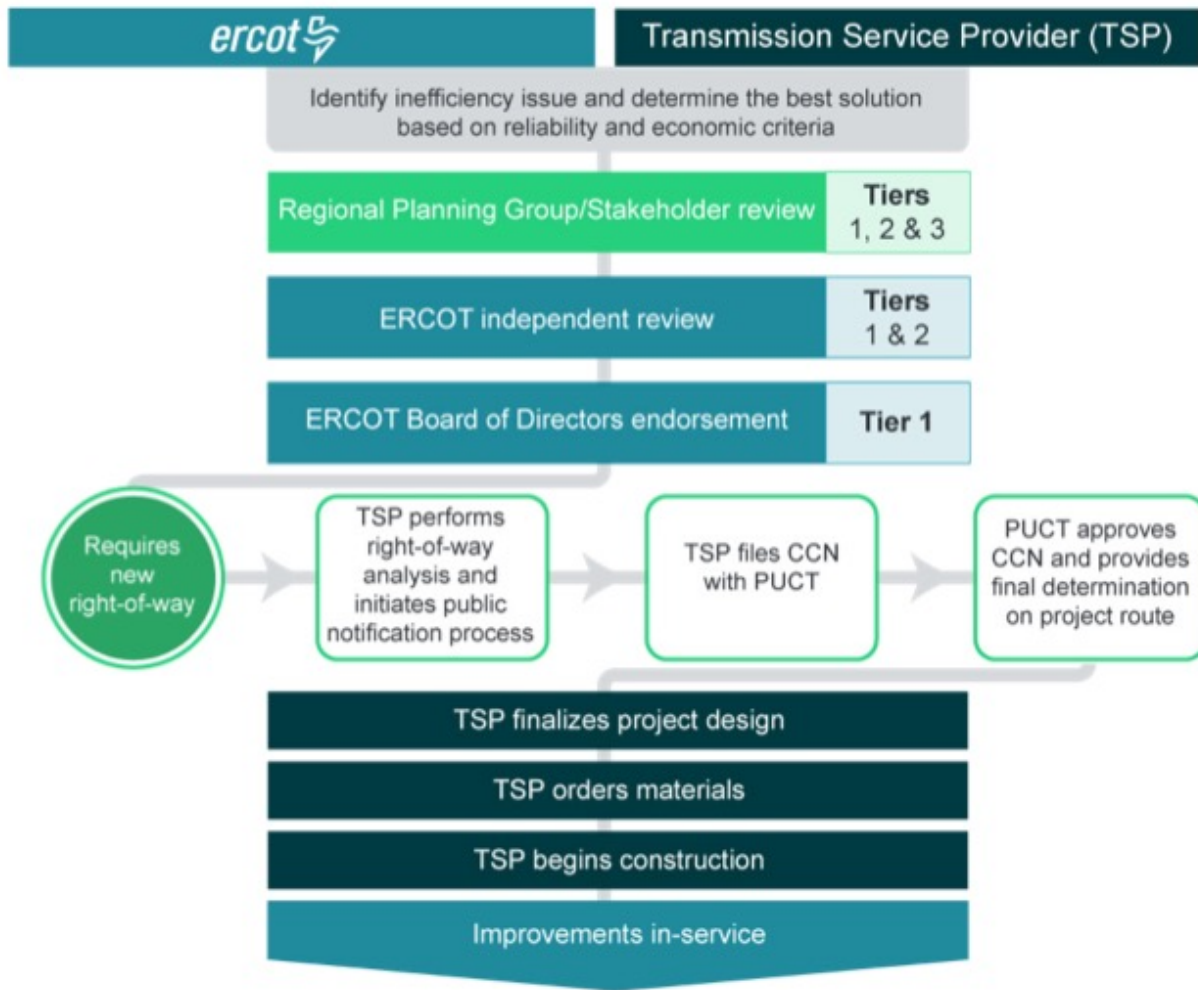 ercot
Transmission Service Provider (TSP)
Identify inefficiency issue and determine the best solution
based on reliability and economic criteria
Regional Planning Group/Stakeholder review
Tiers
1, 2 & 3
ERCOT independent review
Tiers
1 & 2
ERCOT Board of Directors endorsement
Tier 1
Requires
new
right-of-way
TSP performs
right-of-way
analysis and
initiates public
notification process
TSP files CCN
with PUCT
PUCT approves
CCN and provides
final determination
on project route
TSP finalizes project design
TSP orders materials
TSP begins construction
Improvements in-service